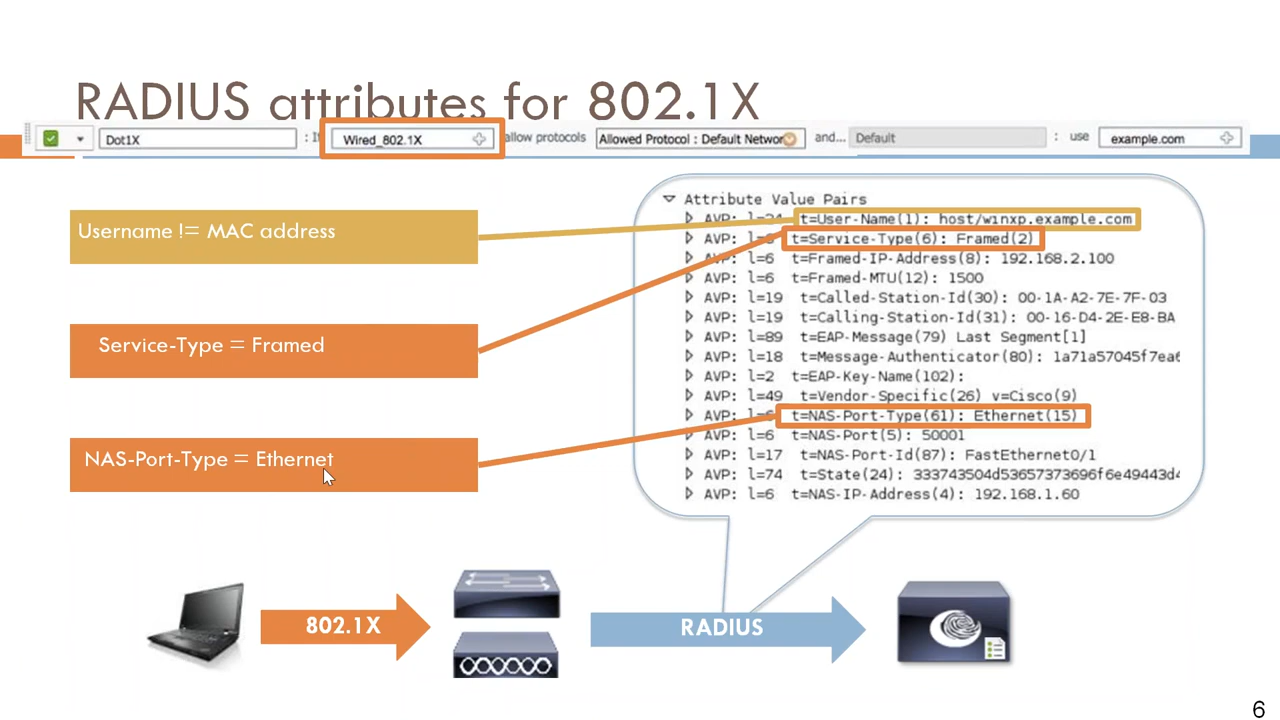 RADIUS attributes for 802.1X
Dot1X : If Wired_802.1X allow protocols Allowed Protocol : Default Networ and... Default : use example.com
Username != MAC address
Service-Type = Framed
NAS-Port-Type = Ethernet
Attribute Value Pairs
AVP: l=24 t=User-Name(1): host/winxp.example.com
AVP: l=6 t=Service-Type(6): Framed(2)
AVP: l=6 t=Framed-IP-Address(8): 192.168.2.100
AVP: l=6 t=Framed-MTU(12): 1500
AVP: l=19 t=Called-Station-Id(30): 00-1A-A2-7E-7F-03
AVP: l=19 t=Calling-Station-Id(31): 00-16-D4-2E-E8-BA
AVP: l=89 t=EAP-Message(79) Last Segment[1]
AVP: l=18 t=Message-Authenticator(80): 1a71a57045f7ea
AVP: l=2 t=EAP-Key-Name(102):
AVP: l=49 t=Vendor-Specific(26) v=Cisco(9)
AVP: l=6 t=NAS-Port-Type(61): Ethernet(15)
AVP: l=6 t=NAS-Port(5): 50001
AVP: l=17 t=NAS-Port-Id(87): FastEthernet0/1
AVP: l=74 t=State(24): 333743504d53657373696f6e49443d
AVP: l=6 t=NAS-IP-Address(4): 192.168.1.60
802.1X
RADIUS
6